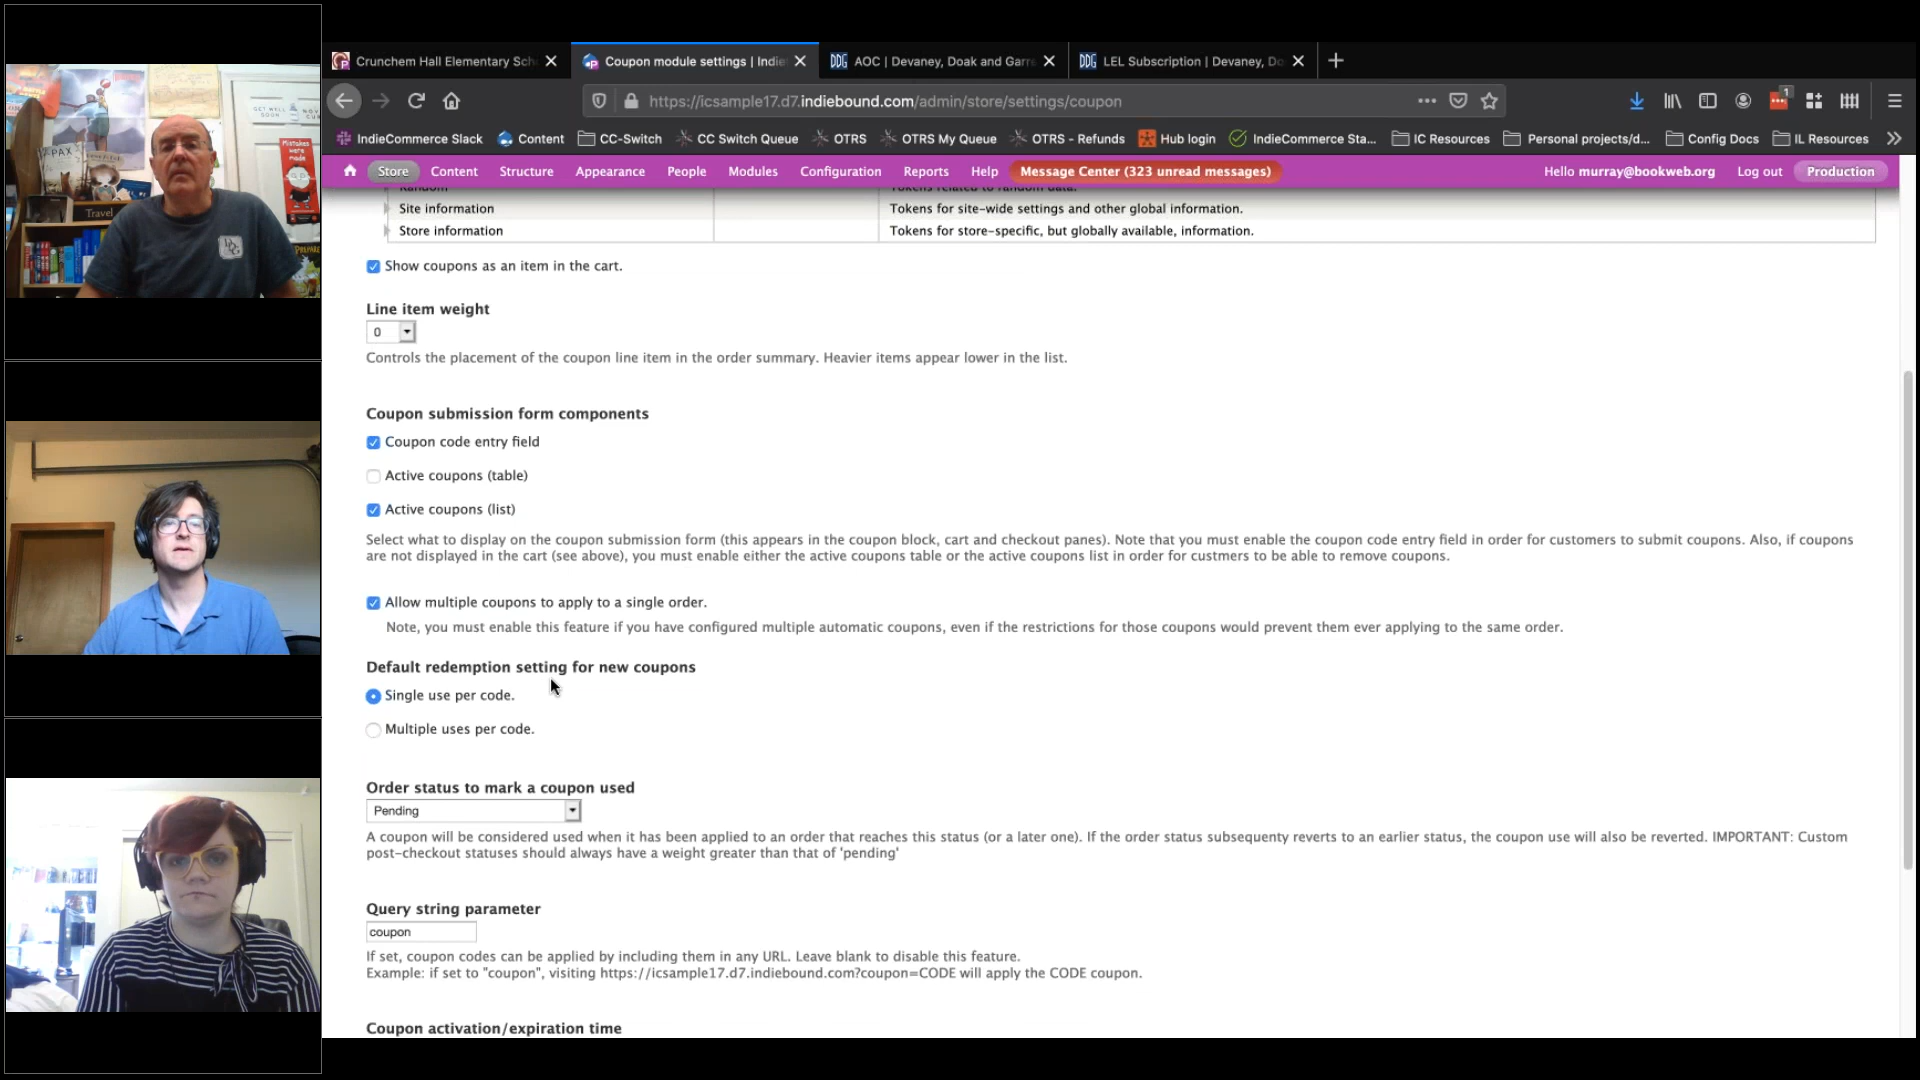 Crunchem Hall Elementary Sch
Coupon module settings | Indie
AOC | Devaney, Doak and Garre
LEL Subscription | Devaney, Do
https://icsample17.d7.indiebound.com/admin/store/settings/coupon
1
IndieCommerce Slack
Content
CC-Switch
CC Switch Queue
OTRS
OTRS My Queue
OTRS - Refunds
Hub login
IndieCommerce Sta...
IC Resources
Personal projects/d...
Config Docs
IL Resources
Store
Content
Structure
Appearance
People
Modules
Configuration
Reports
Help
Message Center (323 unread messages)
Hello murray@bookweb.org
Log out
Production
Random
Tokens related to random data.
Site information
Tokens for site-wide settings and other global information.
Store information
Tokens for store-specific, but globally available, information.
Show coupons as an item in the cart.
Line item weight
0
Controls the placement of the coupon line item in the order summary. Heavier items appear lower in the list.
Coupon submission form components
Coupon code entry field
Active coupons (table)
Active coupons (list)
Select what to display on the coupon submission form (this appears in the coupon block, cart and checkout panes). Note that you must enable the coupon code entry field in order for customers to submit coupons. Also, if coupons
are not displayed in the cart (see above), you must enable either the active coupons table or the active coupons list in order for custmers to be able to remove coupons.
Allow multiple coupons to apply to a single order.
Note, you must enable this feature if you have configured multiple automatic coupons, even if the restrictions for those coupons would prevent them ever applying to the same order.
Default redemption setting for new coupons
Single use per code.
Multiple uses per code.
Order status to mark a coupon used
Pending
A coupon will be considered used when it has been applied to an order that reaches this status (or a later one). If the order status subsequenty reverts to an earlier status, the coupon use will also be reverted. IMPORTANT: Custom
post-checkout statuses should always have a weight greater than that of 'pending'
Query string parameter
coupon
If set, coupon codes can be applied by including them in any URL. Leave blank to disable this feature.
Example: if set to "coupon", visiting https://icsample17.d7.indiebound.com?coupon=CODE will apply the CODE coupon.
Coupon activation/expiration time
GET WELL
SOON
PAX
Mistakes
were
made
Travel
DDG